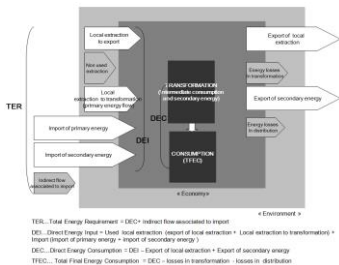 Local extraction
to export
Export of local
extraction
Non used
extraction
TRANSFORMATION
(Intermediate consumption
and secondary energy)
Energy losses
in transformation
Local
extraction to transformation
(primary energy flow)
Export of secondary energy
TER
DEC
DEI
Import of primary energy
Energy losses
in distribution
CONSUMPTION
(TFEC)
Import of secondary energy
Indirect flow
associated to import
« Economy»
« Environment »
TER...Total Energy Requirement = DEC+ Indirect flow associated to import
DEI ...Direct Energy Input = Used local extraction (export of local extraction + Local extraction to transformation) +
Import (Import of primary energy + Import of secondary energy )
DEC...Direct Energy Consumption = DEI – Export of local extraction + Export of secondary energy
TFEC... Total Final Energy Consumption = DEC – losses in transformation - losses in distribution